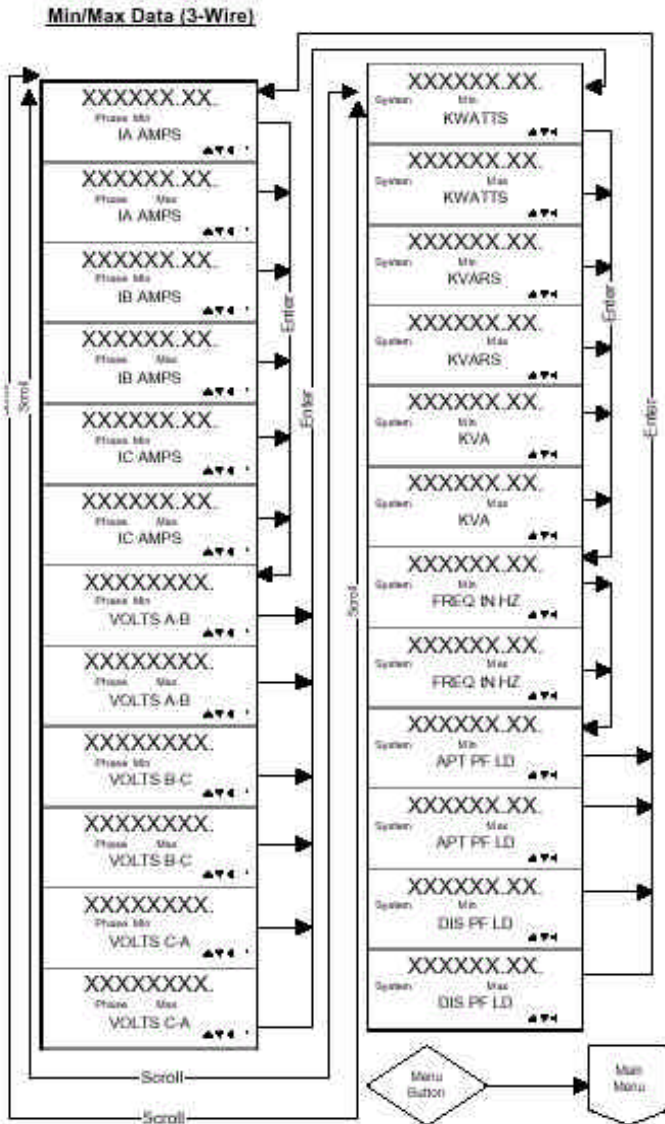 Min/Max Data (3-Wire)
XXXXXX.XX.
Phase Min
IA AMPS
XXXXXX.XX.
Phase Max
IA AMPS
XXXXXX.XX.
Phase Min
IB AMPS
XXXXXX.XX.
Phase Max
IB AMPS
XXXXXX.XX.
Phase Min
IC AMPS
XXXXXX.XX.
Phase Max
IC AMPS
XXXXXXXX.
Phase Min
VOLTS A-B
XXXXXXXX.
Phase Max
VOLTS A-B
XXXXXXXX.
Phase Min
VOLTS B-C
XXXXXXXX.
Phase Max
VOLTS B-C
XXXXXXXX.
Phase Min
VOLTS C-A
XXXXXXXX.
Phase Max
VOLTS C-A
Scroll
Enter
Enter
Scroll
XXXXXX.XX.
System Min
KWATTS
XXXXXX.XX.
System Max
KWATTS
XXXXXX.XX.
System Min
KVARS
XXXXXX.XX.
System Max
KVARS
XXXXXX.XX.
System Min
KVA
XXXXXX.XX.
System Max
KVA
XXXXXX.XX.
System Min
FREQ IN HZ
XXXXXX.XX.
System Max
FREQ IN HZ
XXXXXX.XX.
System Min
APT PF LD
XXXXXX.XX.
System Max
APT PF LD
XXXXXX.XX.
System Min
DIS PF LD
XXXXXX.XX.
System Max
DIS PF LD
Enter
Enter
Scroll
Scroll
Menu
Button
Main
Menu